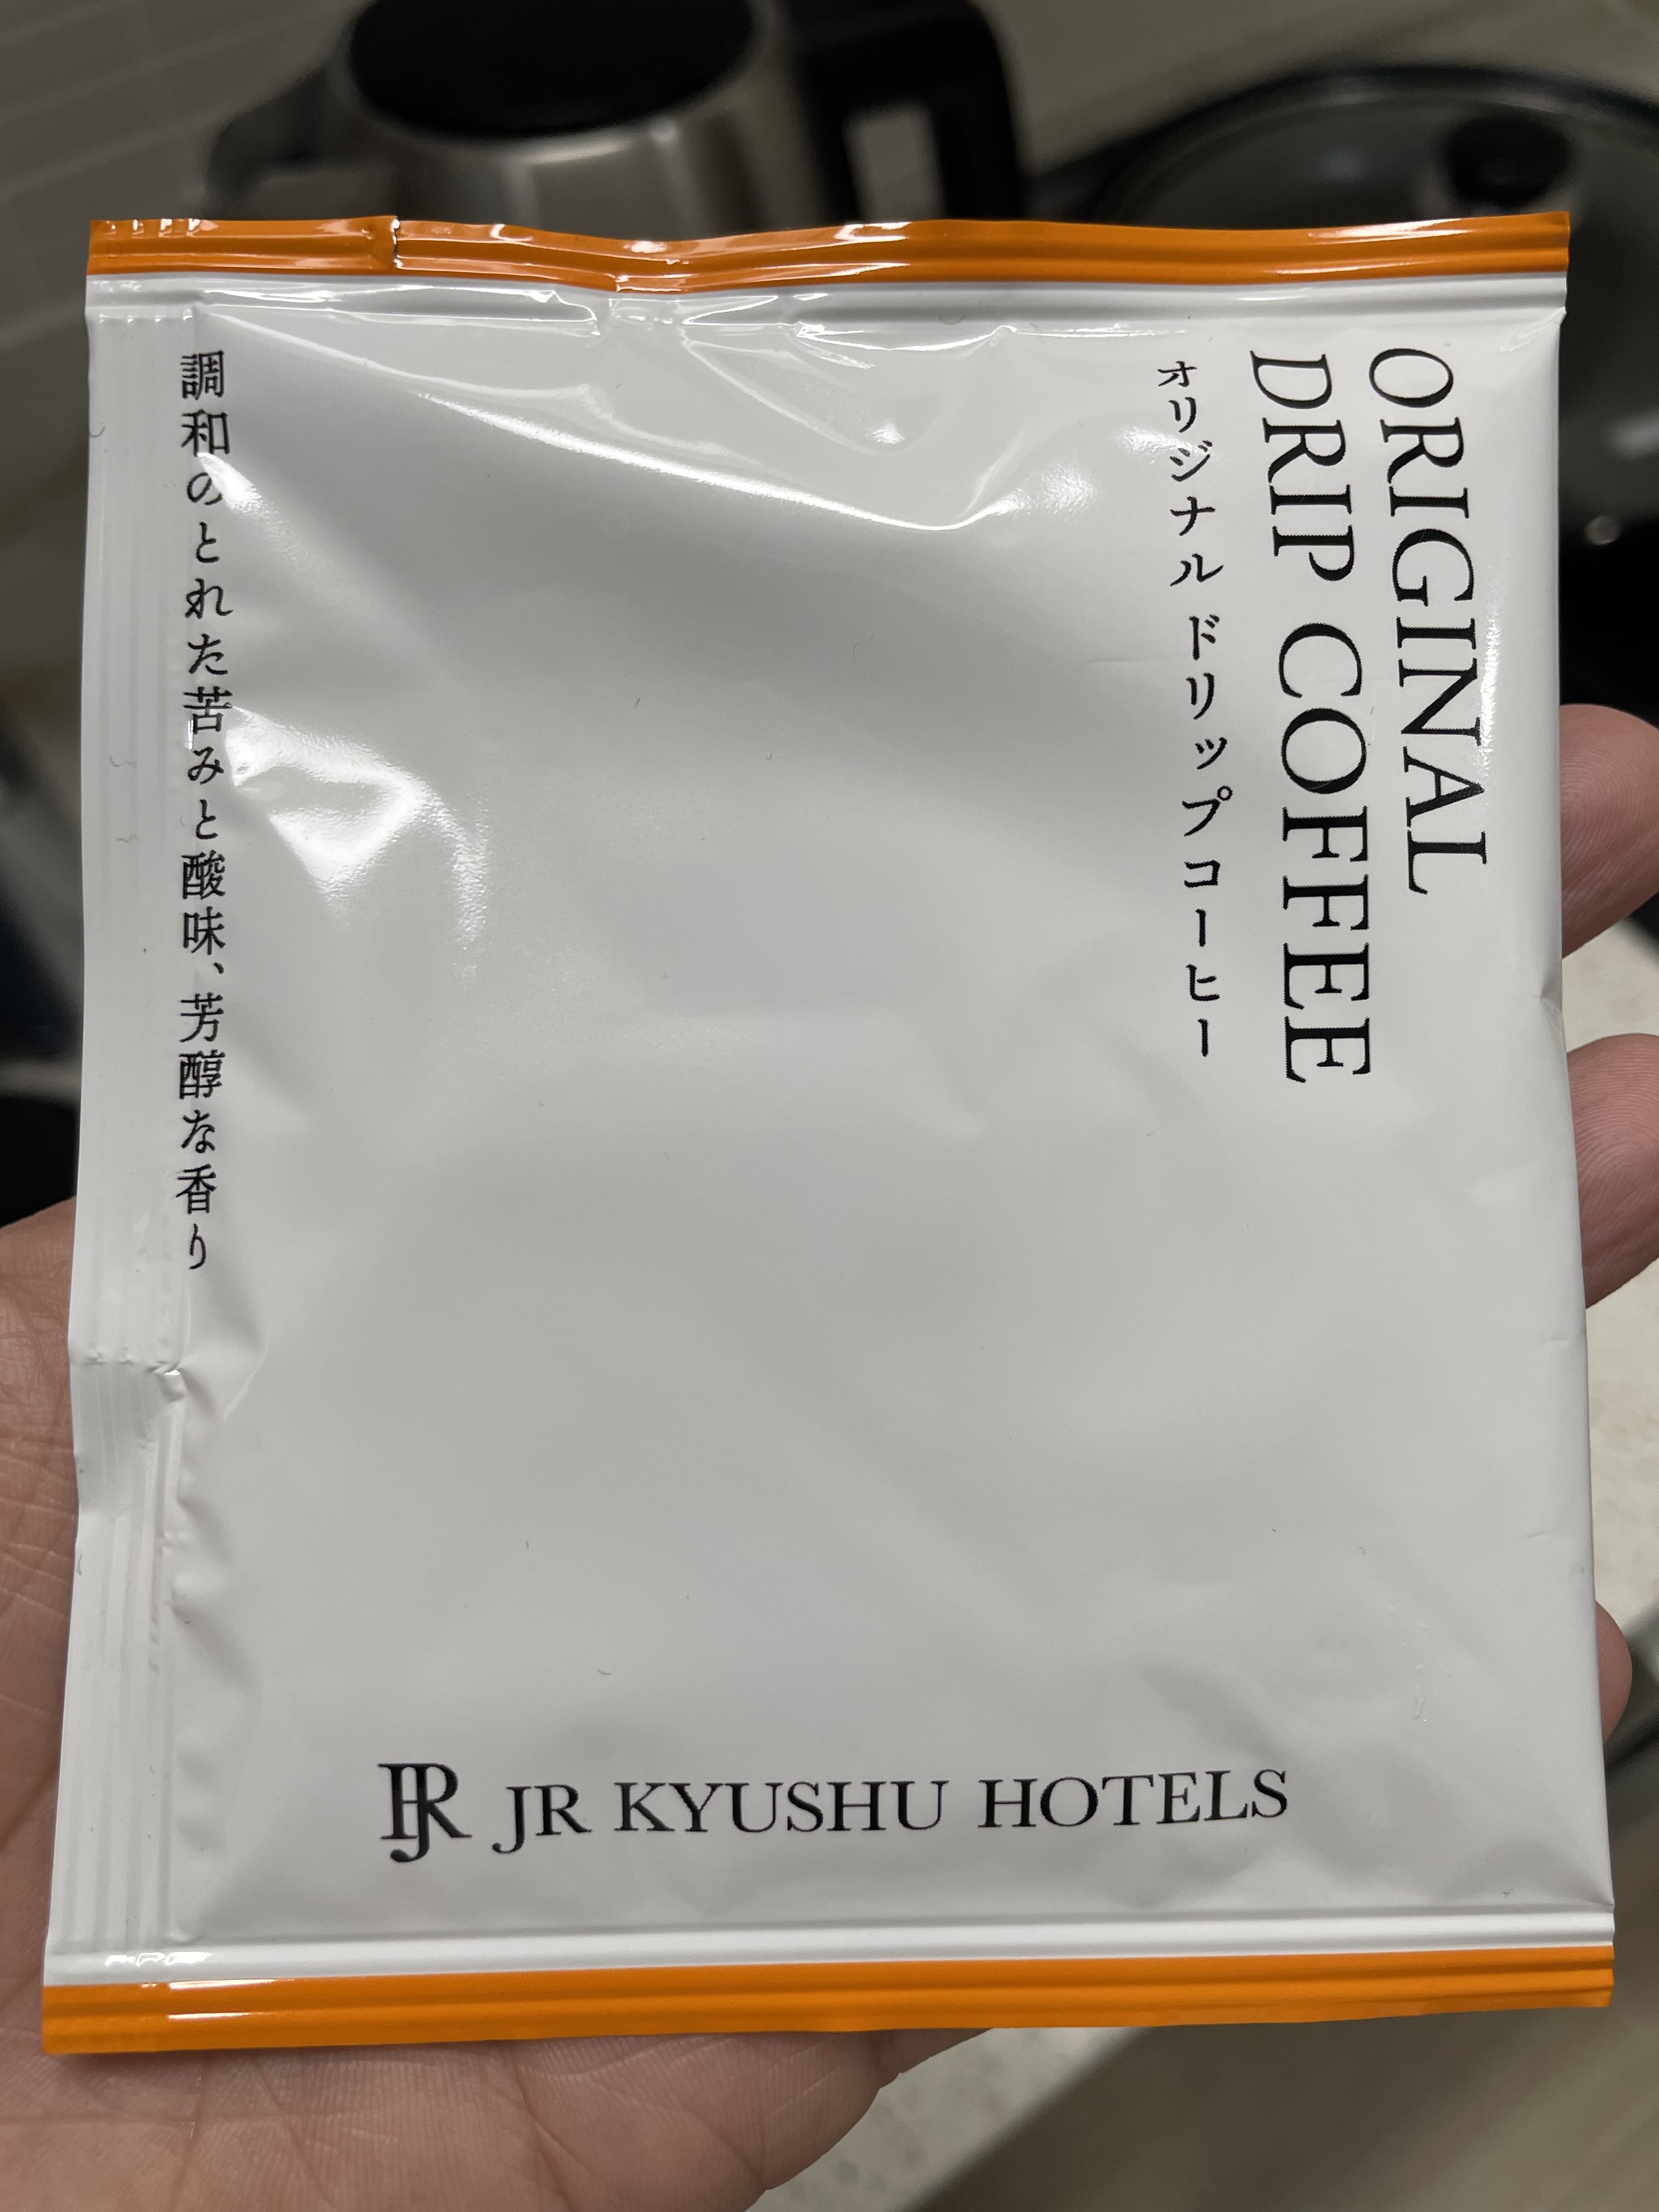 ORIGINAL
DRIP COFFEE
オリジナル ドリップコーヒー
調和のとれた苦みと酸味、芳醇な香り
JR JR KYUSHU HOTELS